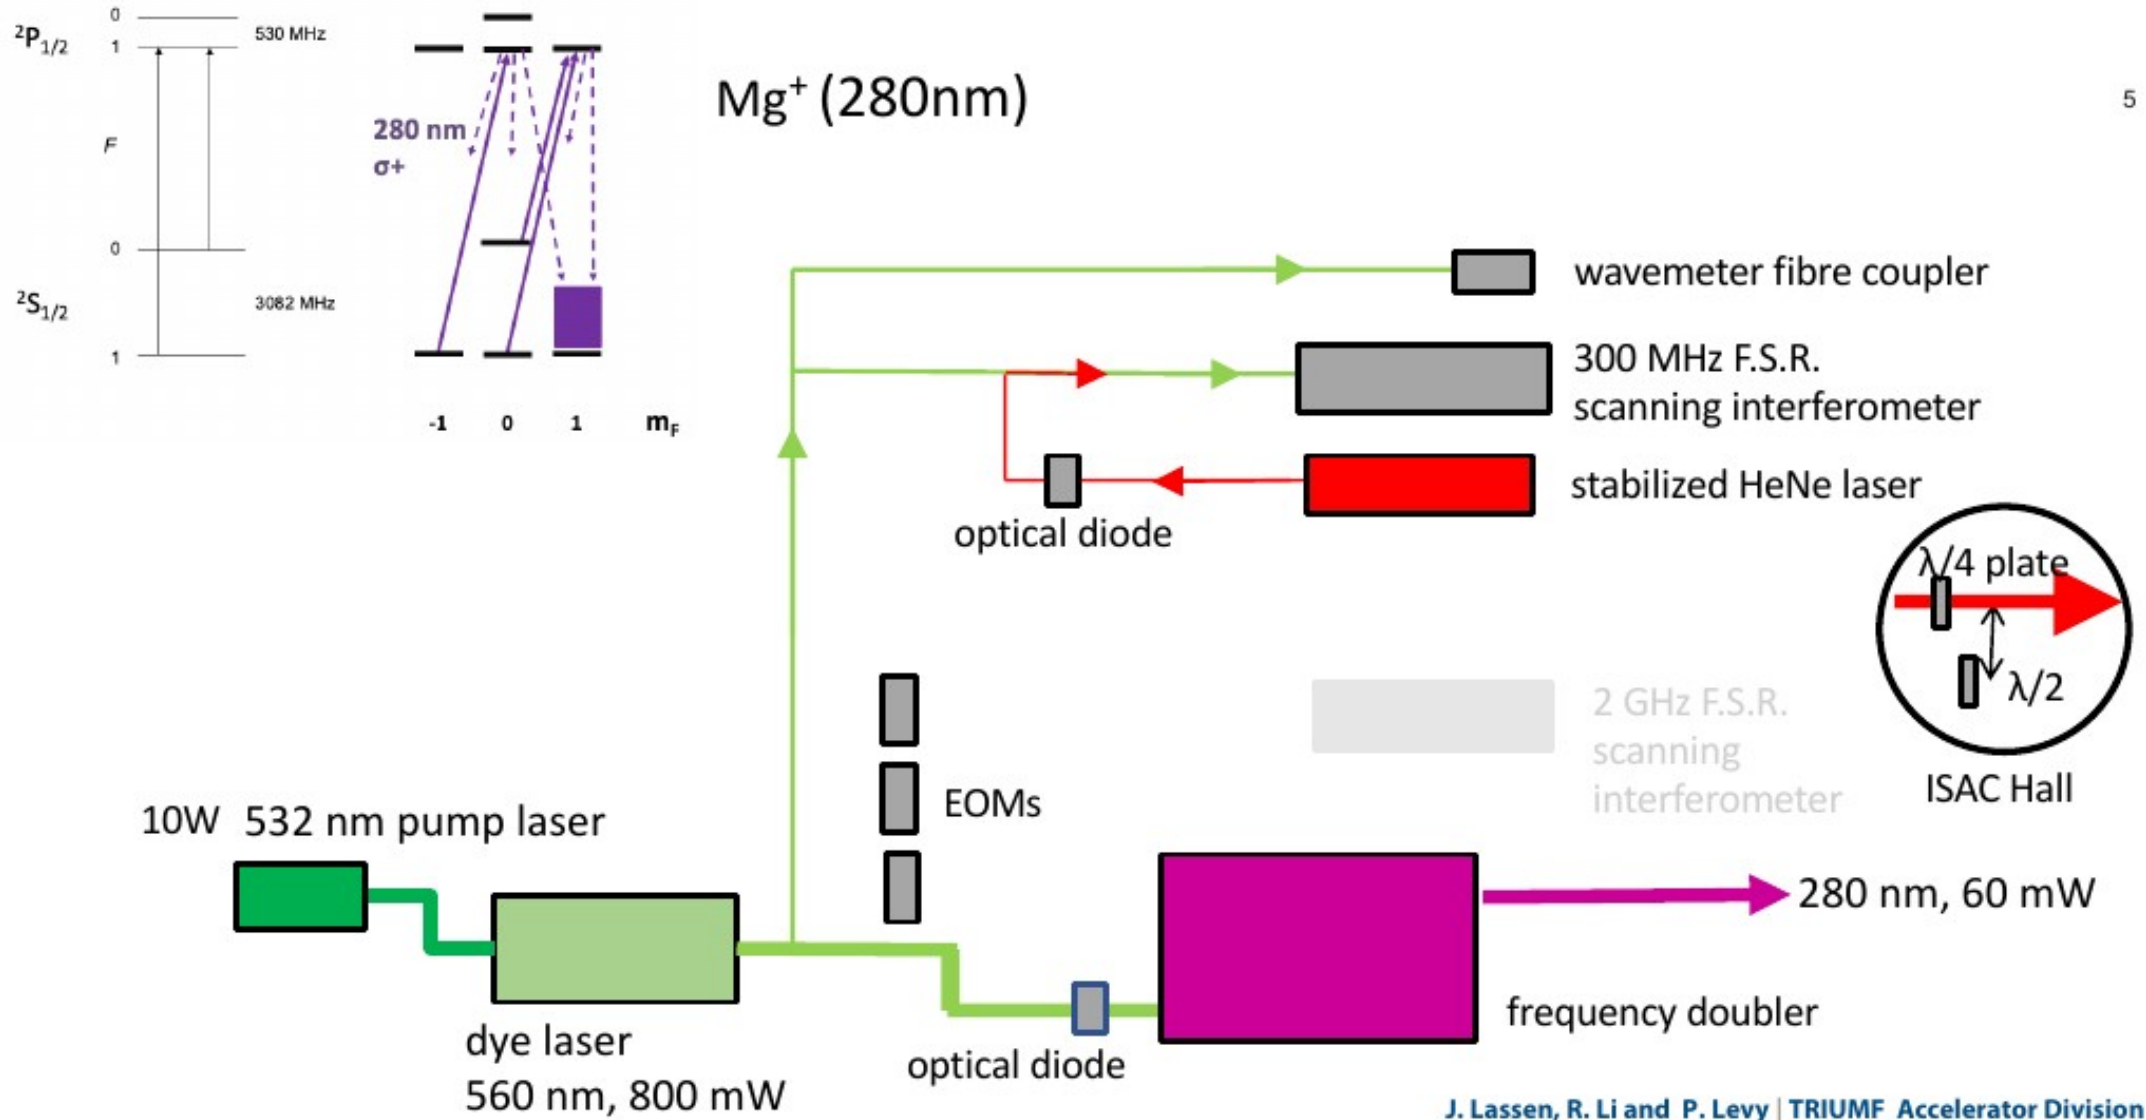 0
²P₁/₂
1
530 MHz
F
0
²S₁/₂
3082 MHz
1
280 nm
σ+
-1 0 1 mF
Mg⁺ (280nm)
5
wavemeter fibre coupler
300 MHz F.S.R.
scanning interferometer
stabilized HeNe laser
optical diode
λ/4 plate
λ/2
ISAC Hall
2 GHz F.S.R.
scanning
interferometer
EOMs
10W 532 nm pump laser
280 nm, 60 mW
frequency doubler
dye laser
560 nm, 800 mW
optical diode
J. Lassen, R. Li and P. Levy | TRIUMF Accelerator Division